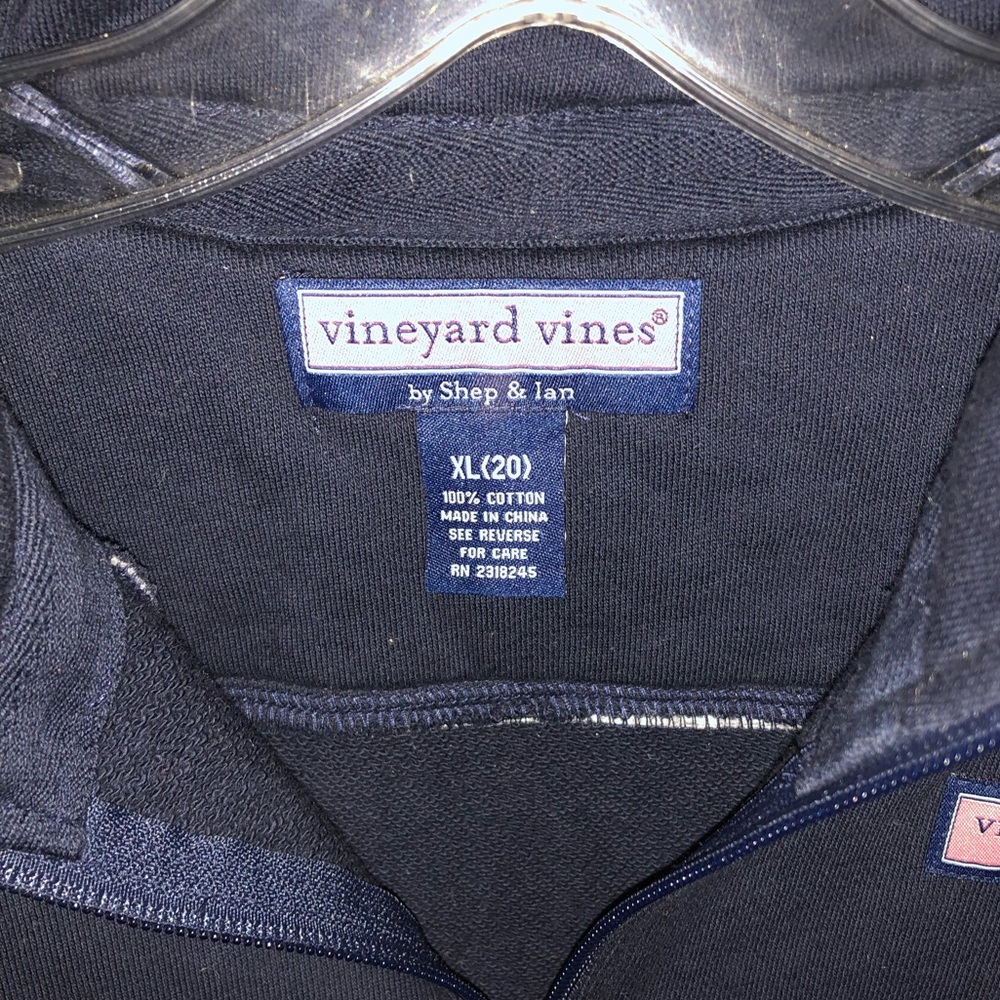 vineyard vines®
by Shep & Ian
XL(20)
100% COTTON
MADE IN CHINA
SEE REVERSE
FOR CARE
RN 2318245